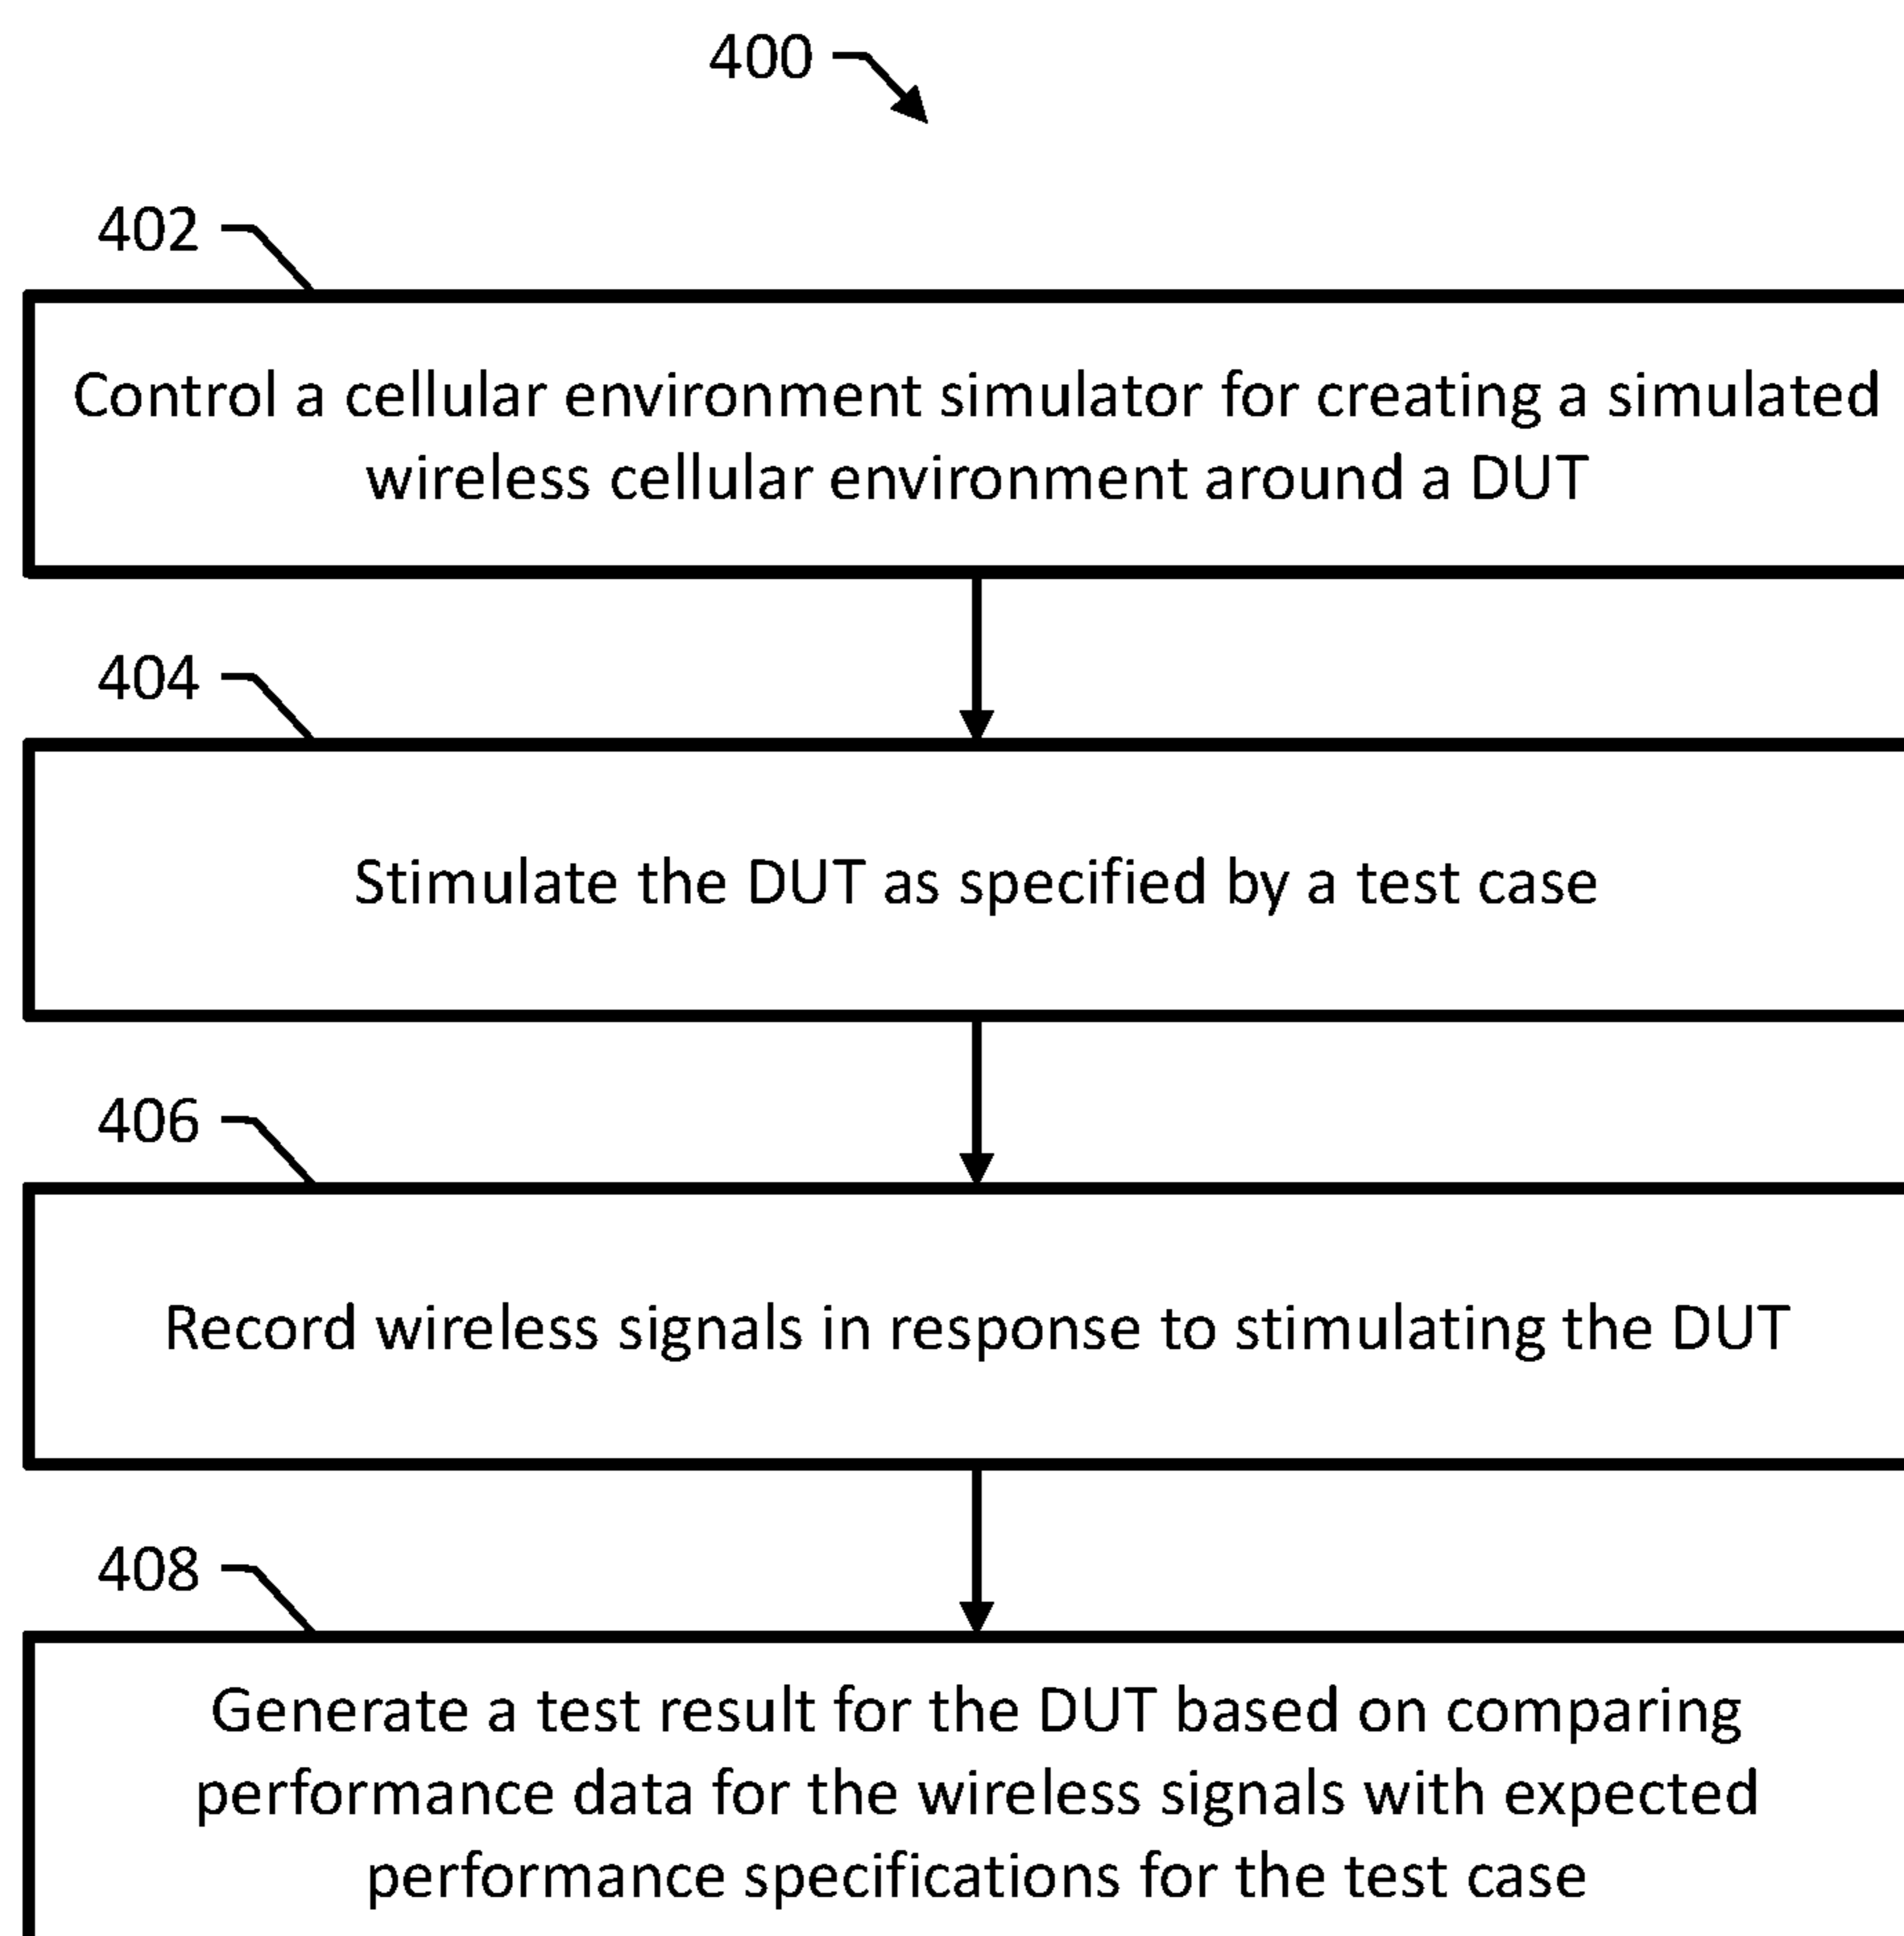 400
402
Control a cellular environment simulator for creating a simulated
wireless cellular environment around a DUT
404
Stimulate the DUT as specified by a test case
406
Record wireless signals in response to stimulating the DUT
408
Generate a test result for the DUT based on comparing
performance data for the wireless signals with expected
performance specifications for the test case